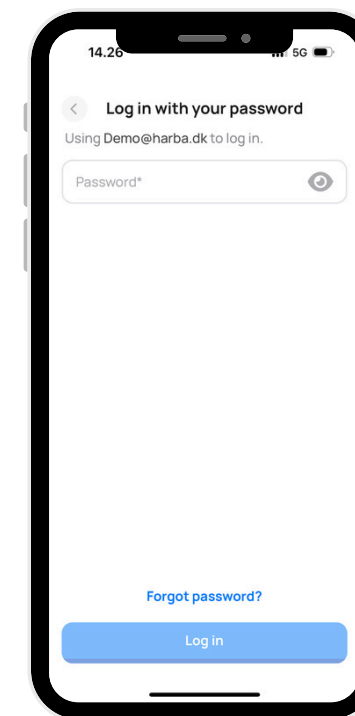 14.26
5G
Log in with your password
Using Demo@harba.dk to log in.
Password*
Forgot password?
Log in